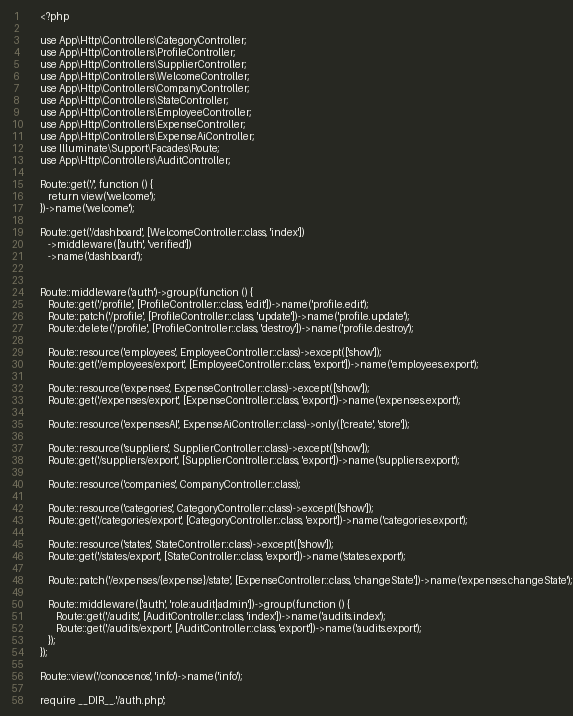 1 <?php
2
3 use App\Http\Controllers\CategoryController;
4 use App\Http\Controllers\ProfileController;
5 use App\Http\Controllers\SupplierController;
6 use App\Http\Controllers\WelcomeController;
7 use App\Http\Controllers\CompanyController;
8 use App\Http\Controllers\StateController;
9 use App\Http\Controllers\EmployeeController;
10 use App\Http\Controllers\ExpenseController;
11 use App\Http\Controllers\ExpenseAiController;
12 use Illuminate\Support\Facades\Route;
13 use App\Http\Controllers\AuditController;
14
15 Route::get('/', function () {
16 return view('welcome');
17 })->name('welcome');
18
19 Route::get('/dashboard', [WelcomeController::class, 'index'])
20 ->middleware(['auth', 'verified'])
21 ->name('dashboard');
22
23
24 Route::middleware('auth')->group(function () {
25 Route::get('/profile', [ProfileController::class, 'edit'])->name('profile.edit');
26 Route::patch('/profile', [ProfileController::class, 'update'])->name('profile.update');
27 Route::delete('/profile', [ProfileController::class, 'destroy'])->name('profile.destroy');
28
29 Route::resource('employees', EmployeeController::class)->except(['show']);
30 Route::get('/employees/export', [EmployeeController::class, 'export'])->name('employees.export');
31
32 Route::resource('expenses', ExpenseController::class)->except(['show']);
33 Route::get('/expenses/export', [ExpenseController::class, 'export'])->name('expenses.export');
34
35 Route::resource('expensesAI', ExpenseAiController::class)->only(['create', 'store']);
36
37 Route::resource('suppliers', SupplierController::class)->except(['show']);
38 Route::get('/suppliers/export', [SupplierController::class, 'export'])->name('suppliers.export');
39
40 Route::resource('companies', CompanyController::class);
41
42 Route::resource('categories', CategoryController::class)->except(['show']);
43 Route::get('/categories/export', [CategoryController::class, 'export'])->name('categories.export');
44
45 Route::resource('states', StateController::class)->except(['show']);
46 Route::get('/states/export', [StateController::class, 'export'])->name('states.export');
47
48 Route::patch('/expenses/{expense}/state', [ExpenseController::class, 'changeState'])->name('expenses.changeState');
49
50 Route::middleware(['auth', 'role:audit|admin'])->group(function () {
51 Route::get('/audits', [AuditController::class, 'index'])->name('audits.index');
52 Route::get('/audits/export', [AuditController::class, 'export'])->name('audits.export');
53 });
54 });
55
56 Route::view('/conocenos', 'info')->name('info');
57
58 require __DIR__.'/auth.php';